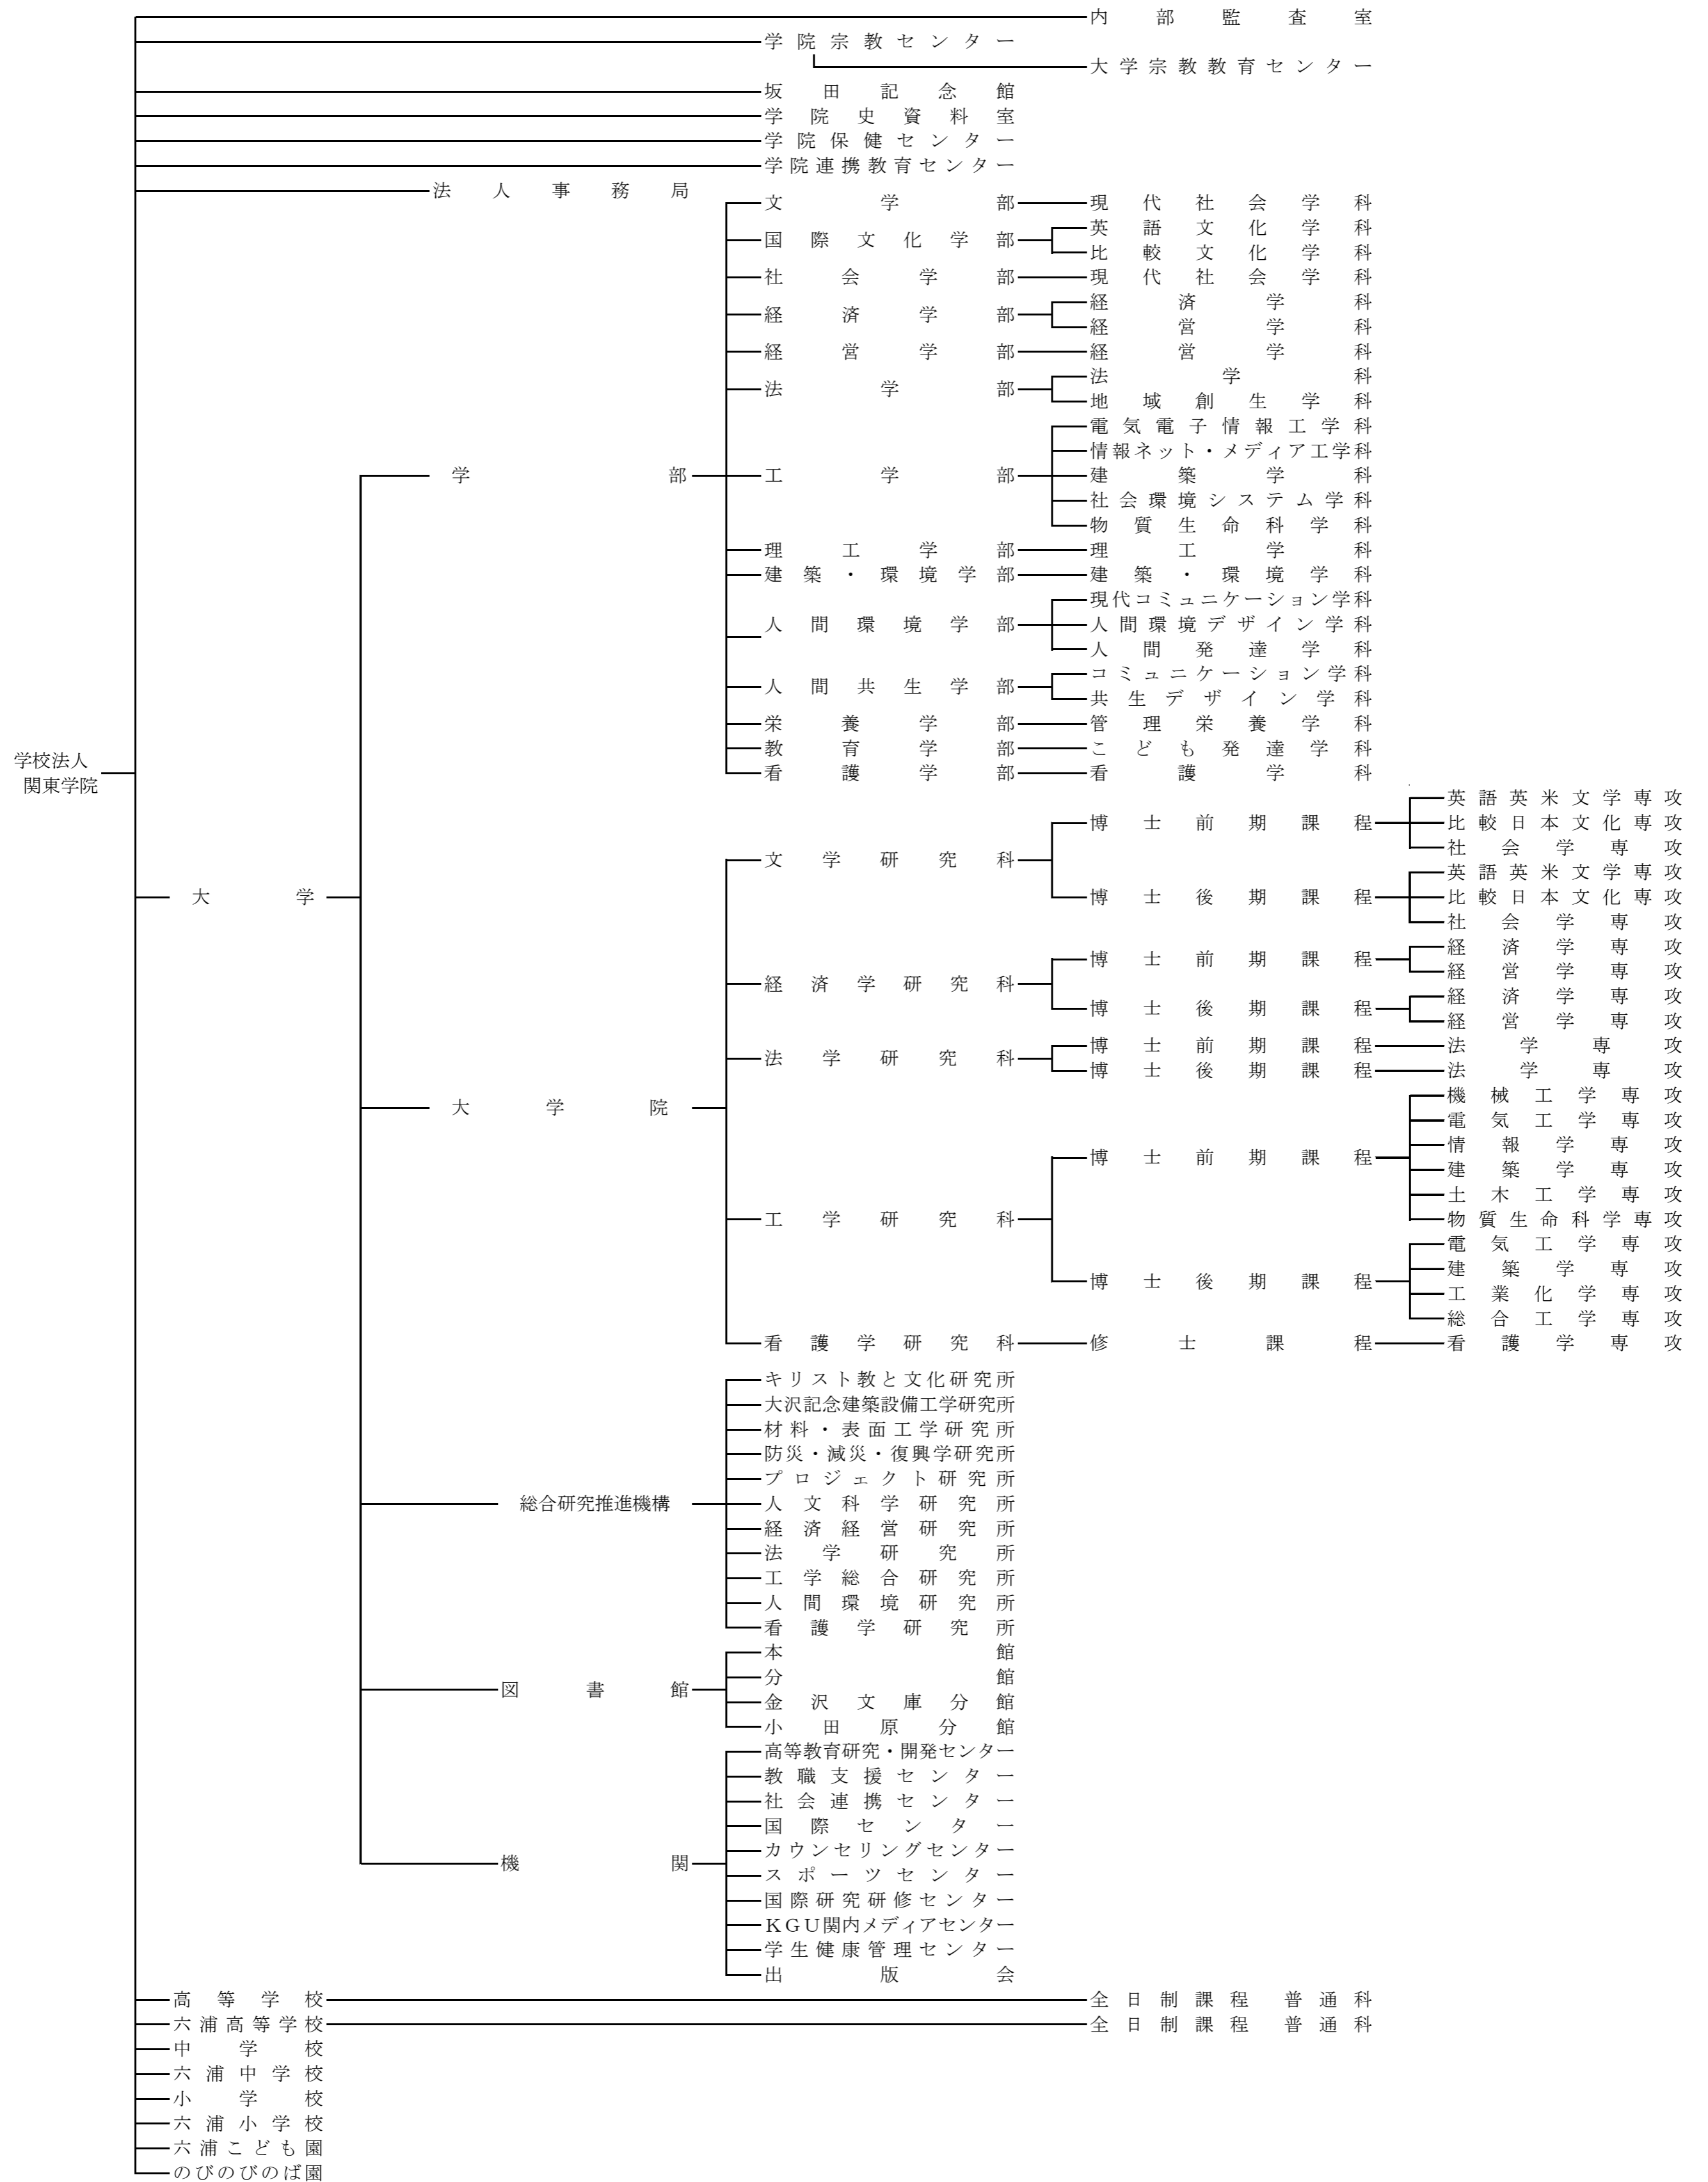 内部監査室
学院宗教センター
大学宗教教育センター
坂田記念館
学院史資料室
学院保健センター
学院連携教育センター
法人事務局
文学部 現代社会学科
英語文化学科
国際文化学部
比較文化学科
社会学部 現代社会学科
経済学科
経済学部
経営学科
経営学部 経営学科
法学科
法学部
地域創生学科
電気電子情報工学科
情報ネット・メディア工学科
学部 工学部 建築学科
社会環境システム学科
物質生命科学科
理工学部 理工学科
建築・環境学部 建築・環境学科
現代コミュニケーション学科
人間環境学部 人間環境デザイン学科
人間発達学科
コミュニケーション学科
人間共生学部
共生デザイン学科
栄養学部 管理栄養学科
教育学部 こども発達学科
学校法人
関東学院
看護学部 看護学科
英語英米文学専攻
博士前期課程 比較日本文化専攻
社会学専攻
文学研究科
英語英米文学専攻
大学 博士後期課程 比較日本文化専攻
社会学専攻
経済学専攻
博士前期課程
経営学専攻
経済学研究科
経済学専攻
博士後期課程
経営学専攻
博士前期課程 法学専攻
法学研究科
博士後期課程 法学専攻
機械工学専攻
大学院
電気工学専攻
情報学専攻
博士前期課程
建築学専攻
土木工学専攻
工学研究科 物質生命科学専攻
電気工学専攻
建築学専攻
博士後期課程
工業化学専攻
総合工学専攻
看護学研究科 修士課程 看護学専攻
キリスト教と文化研究所
大沢記念建築設備工学研究所
材料・表面工学研究所
防災・減災・復興学研究所
プロジェクト研究所
総合研究推進機構 人文科学研究所
経済経営研究所
法学研究所
工学総合研究所
人間環境研究所
看護学研究所
本館
分館
図書館
金沢文庫分館
小田原分館
高等教育研究・開発センター
教職支援センター
社会連携センター
国際センター
カウンセリングセンター
機関
スポーツセンター
国際研究研修センター
KGU関内メディアセンター
学生健康管理センター
出版会
高等学校 全日制課程 普通科
六浦高等学校 全日制課程 普通科
中学校
六浦中学校
小学校
六浦小学校
六浦こども園
のびのびのば園